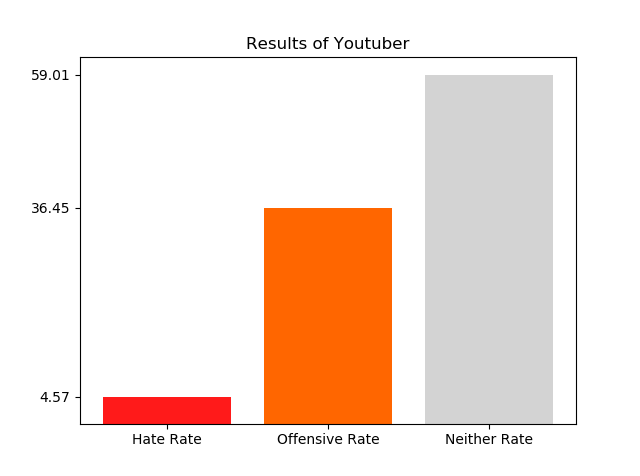 Results of Youtuber
59.01
36.45
4.57
Hate Rate Offensive Rate Neither Rate